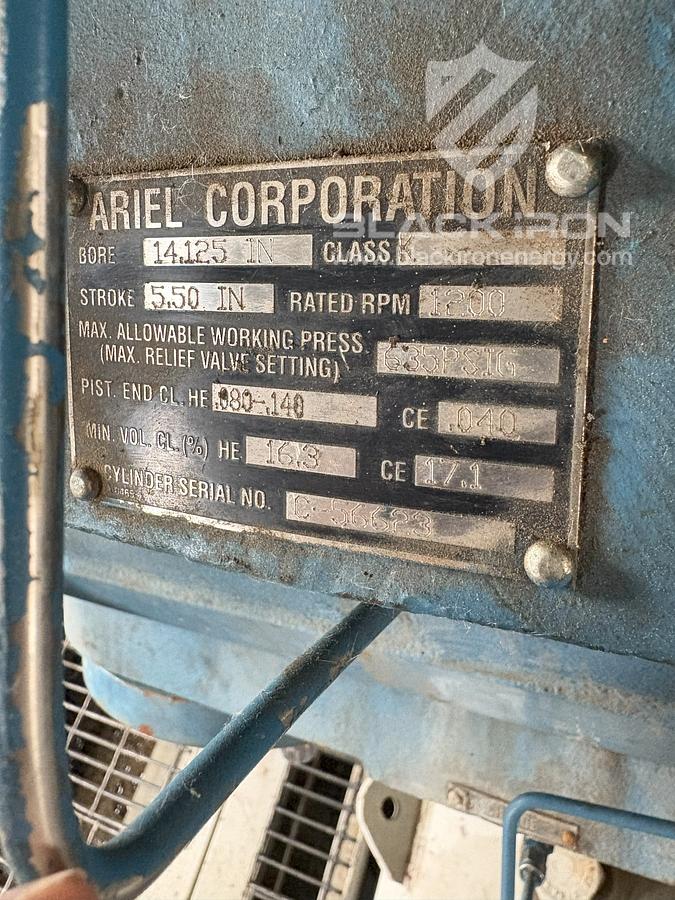 ARIEL CORPORATION
BLACK IRON
BORE 14.125 IN CLASS K
www.blackironenergy.com
STROKE 5.50 IN RATED RPM 1200
MAX. ALLOWABLE WORKING PRESS.
(MAX. RELIEF VALVE SETTING) 635PSIG
PIST. END CL. HE .080-.140 CE .040
MIN. VOL. CL. (%) HE 16.3 CE 17.1
CYLINDER SERIAL NO. C-56623